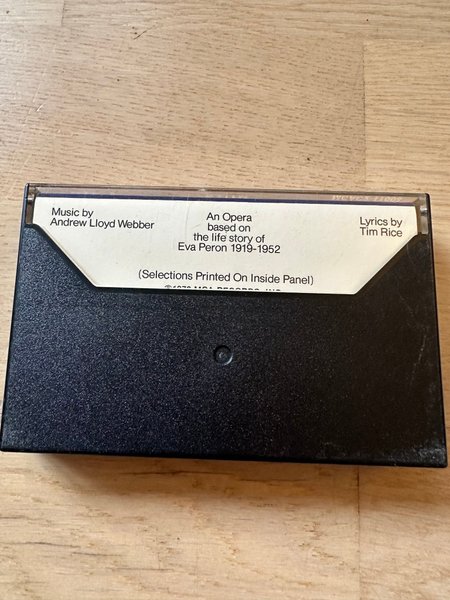 Music by
Andrew Lloyd Webber
An Opera
based on
the life story of
Eva Peron 1919-1952
Lyrics by
Tim Rice
(Selections Printed On Inside Panel)